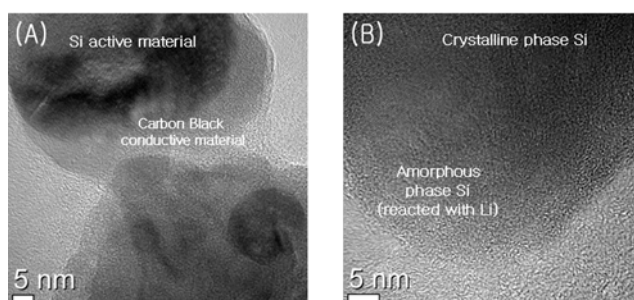 (A)
Si active material
Carbon Black
conductive material
5 nm
(B)
Crystalline phase Si
Amorphous
phase Si
(reacted with Li)
5 nm